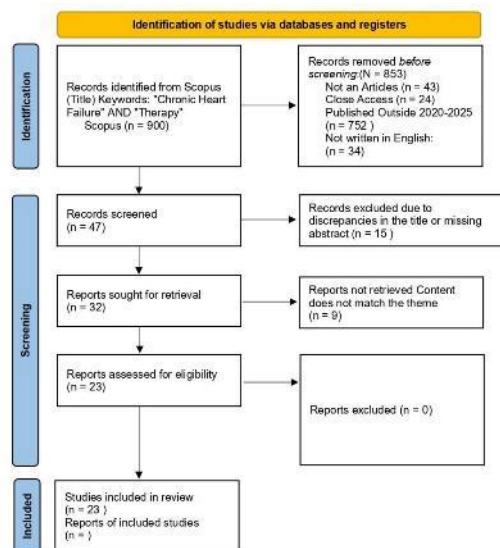 Identification of studies via databases and registers
Identification
Records identified from Scopus
(Title) Keywords: "Chronic Heart
Failure" AND "Therapy"
Scopus (n = 900)
Records removed before
screening:(N = 853)
Not an Articles (n = 43)
Close Access (n = 24)
Published Outside 2020-2025
(n = 752 )
Not written in English:
(n = 34)
Screening
Records screened
(n = 47)
Records excluded due to
discrepancies in the title or missing
abstract (n = 15 )
Reports sought for retrieval
(n = 32)
Reports not retrieved Content
does not match the theme
(n = 9)
Reports assessed for eligibility
(n = 23)
Reports excluded (n = 0)
Included
Studies included in review
(n = 23 )
Reports of included studies
(n = )